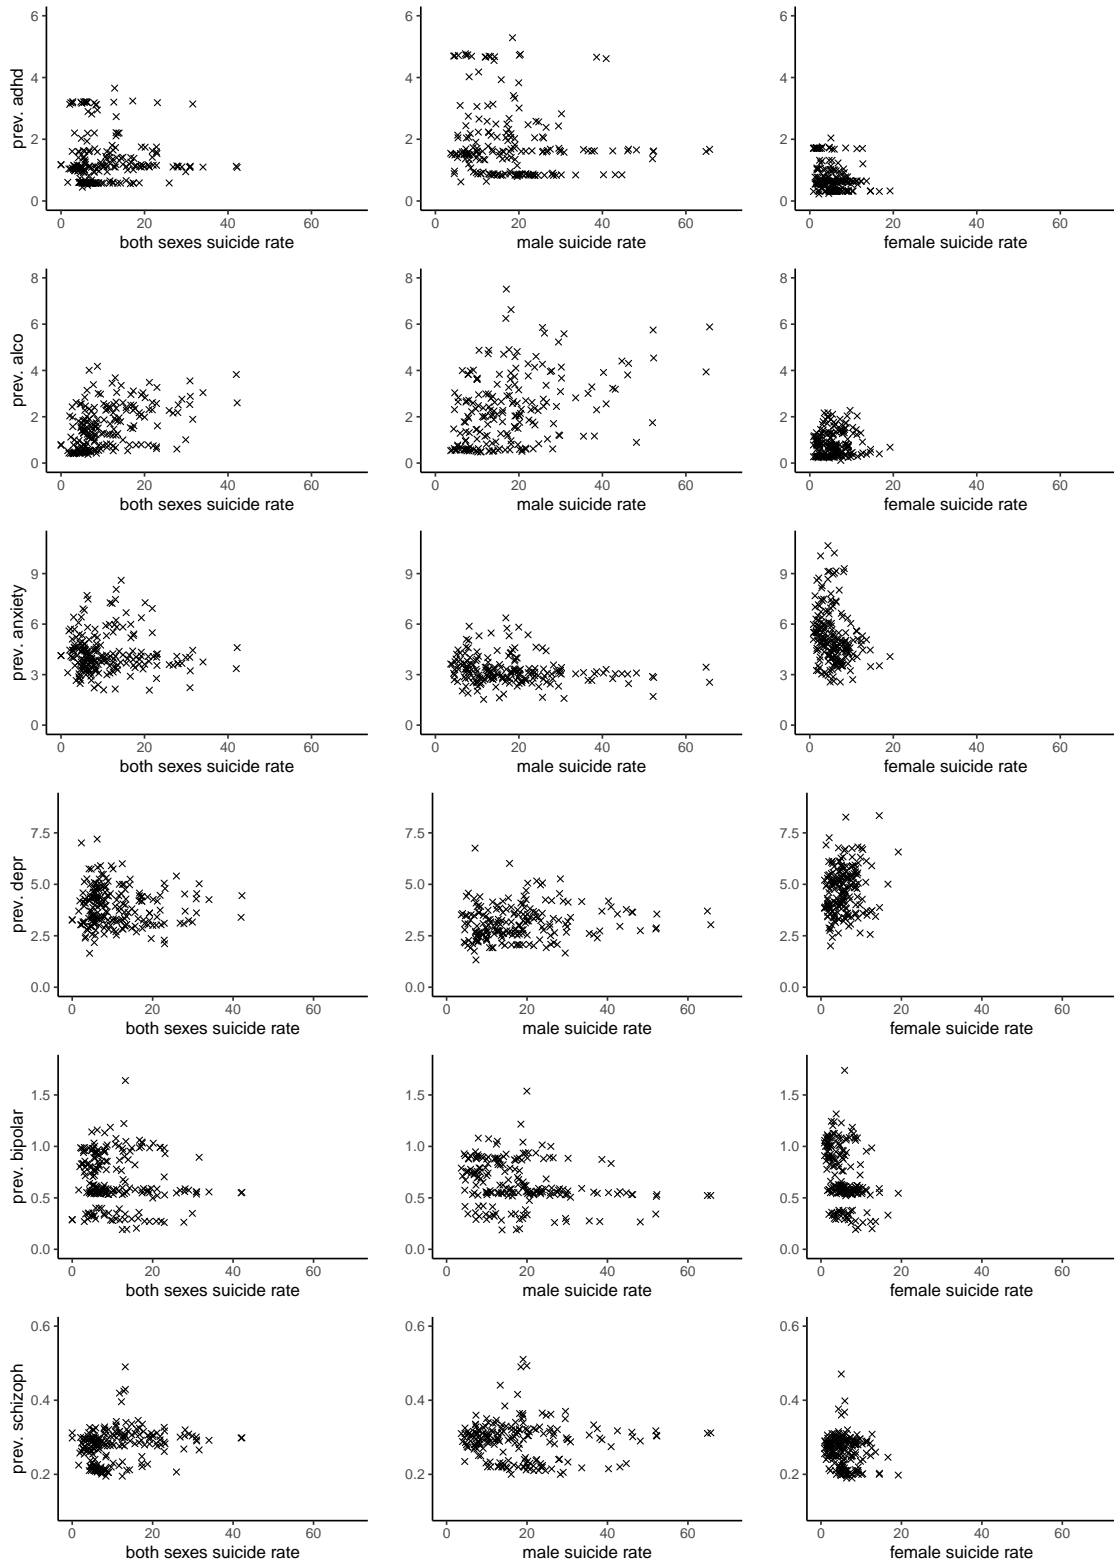 prev. adhd
6
4
2
0
0 20 40 60
both sexes suicide rate
6
4
2
0
0 20 40 60
male suicide rate
6
4
2
0
0 20 40 60
female suicide rate
prev. alco
8
6
4
2
0
0 20 40 60
both sexes suicide rate
8
6
4
2
0
0 20 40 60
male suicide rate
8
6
4
2
0
0 20 40 60
female suicide rate
prev. anxiety
9
6
3
0
0 20 40 60
both sexes suicide rate
9
6
3
0
0 20 40 60
male suicide rate
9
6
3
0
0 20 40 60
female suicide rate
prev. depr
7.5
5.0
2.5
0.0
0 20 40 60
both sexes suicide rate
7.5
5.0
2.5
0.0
0 20 40 60
male suicide rate
7.5
5.0
2.5
0.0
0 20 40 60
female suicide rate
prev. bipolar
1.5
1.0
0.5
0.0
0 20 40 60
both sexes suicide rate
1.5
1.0
0.5
0.0
0 20 40 60
male suicide rate
1.5
1.0
0.5
0.0
0 20 40 60
female suicide rate
prev. schizoph
0.6
0.4
0.2
0 20 40 60
both sexes suicide rate
0.6
0.4
0.2
0 20 40 60
male suicide rate
0.6
0.4
0.2
0 20 40 60
female suicide rate